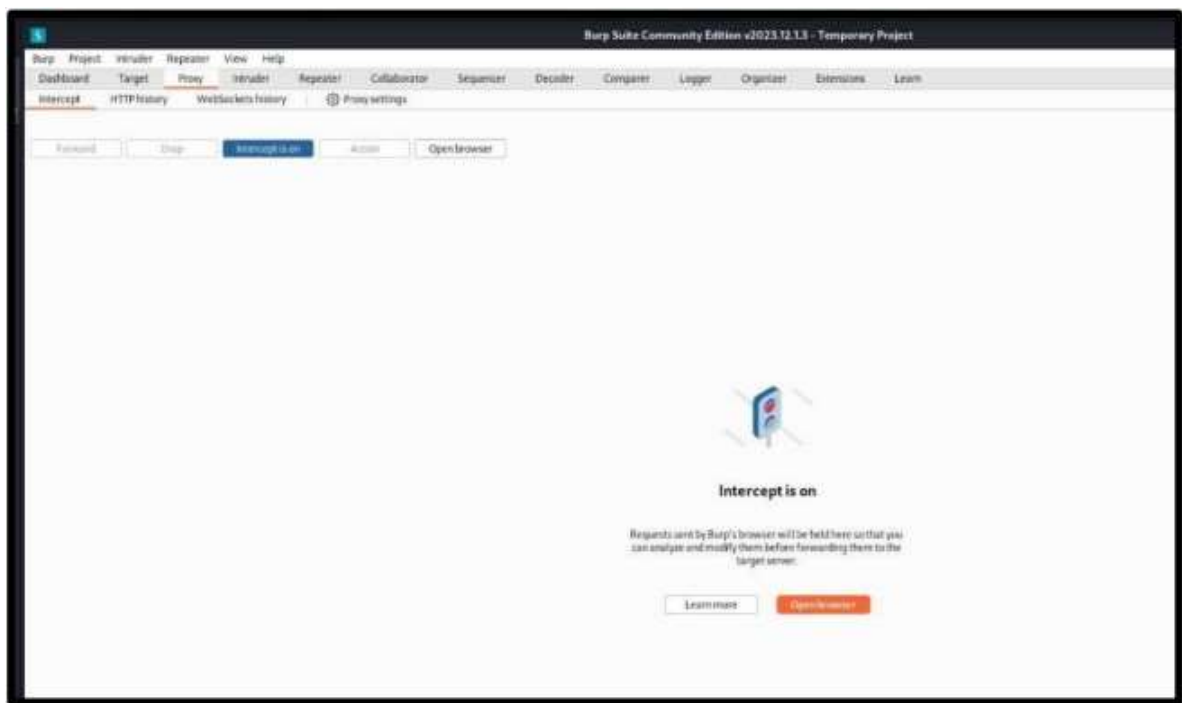 Burp Suite Community Edition v2023.12.1.3 - Temporary Project
Burp Project Intruder Repeater View Help
Dashboard Target Proxy Intruder Repeater Collaborator Sequencer Decoder Comparer Logger Organizer Extensions Learn
Intercept HTTP history WebSockets history Proxy settings
Forward Drop Intercept is on Action Open browser
Intercept is on
Requests sent by Burp's browser will be held here so that you
can analyze and modify them before forwarding them to the
target server.
Learn more Open browser